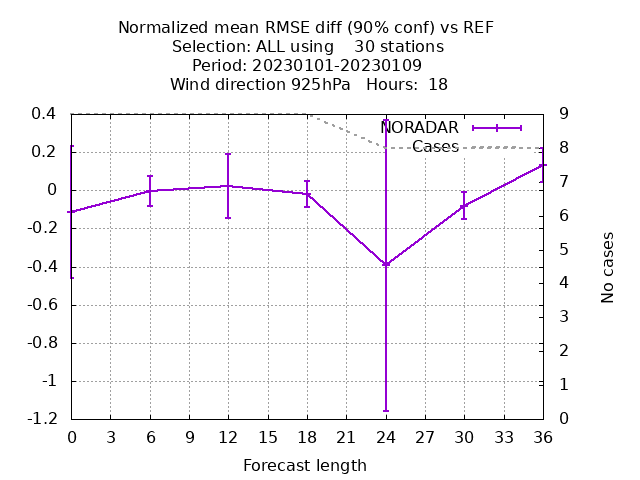 Normalized mean RMSE diff (90% conf) vs REF
Selection: ALL using    30 stations
Period: 20230101-20230109
Wind direction 925hPa   Hours:  18
NORADAR
Cases
0.4
0.2
0
-0.2
-0.4
-0.6
-0.8
-1
-1.2
9
8
7
6
5
4
3
2
1
0
No cases
0 3 6 9 12 15 18 21 24 27 30 33 36
Forecast length